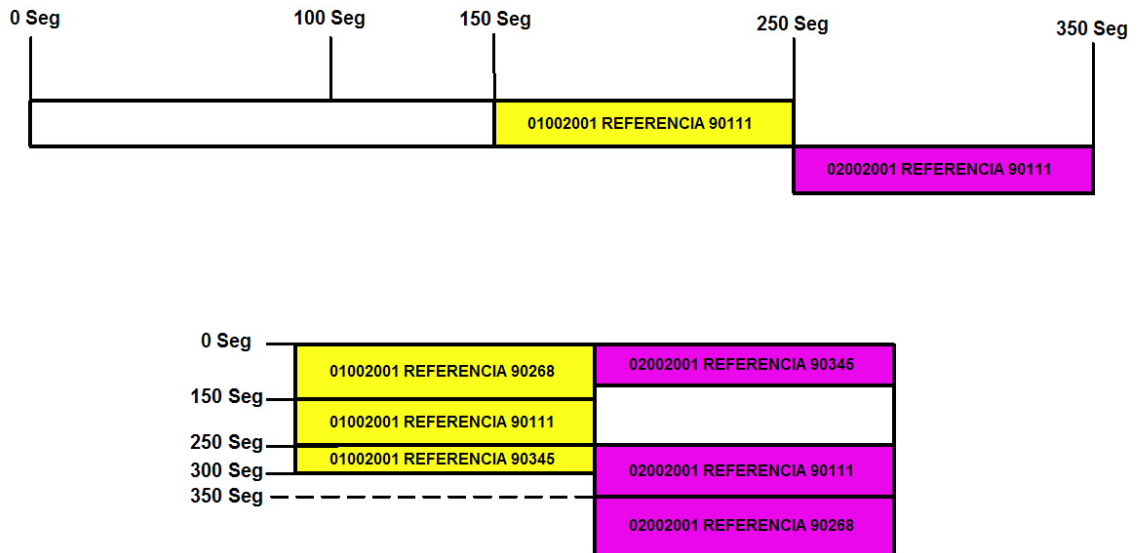 0 Seg
100 Seg
150 Seg
250 Seg
350 Seg
01002001 REFERENCIA 90111
02002001 REFERENCIA 90111
0 Seg
01002001 REFERENCIA 90268
02002001 REFERENCIA 90345
150 Seg
01002001 REFERENCIA 90111
250 Seg
01002001 REFERENCIA 90345
300 Seg
02002001 REFERENCIA 90111
350 Seg
02002001 REFERENCIA 90268